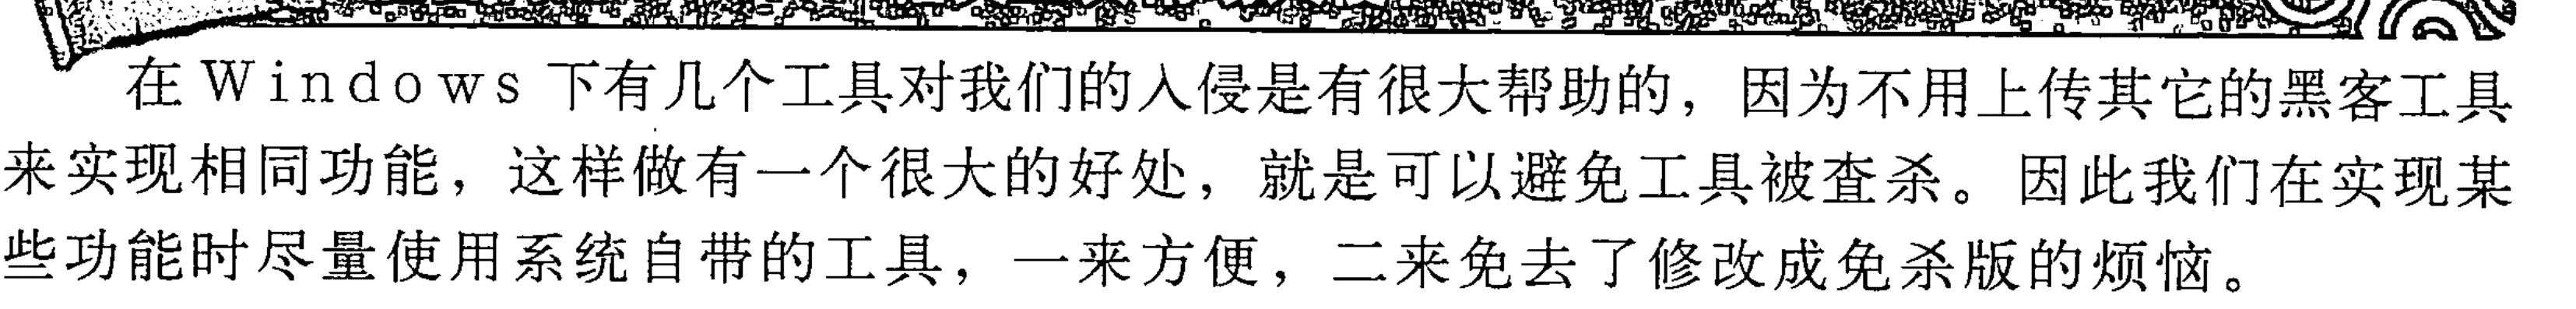 在Windows下有几个工具对我们的入侵是有很大帮助的，因为不用上传其它的黑客工具
来实现相同功能，这样做有一个很大的好处，就是可以避免工具被查杀。因此我们在实现某
些功能时尽量使用系统自带的工具，一来方便，二来免去了修改成免杀版的烦恼。